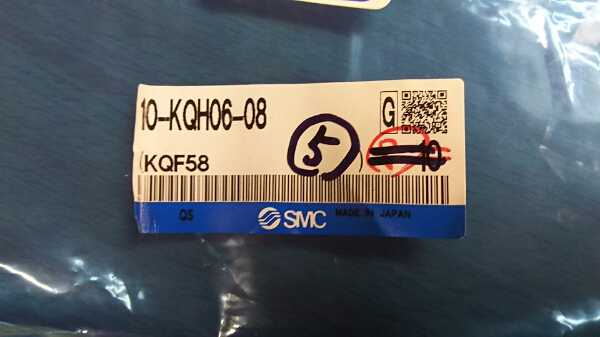 10-KQH06-08
G
(KQF58
5
)
10
QS
SMC
MADE IN JAPAN